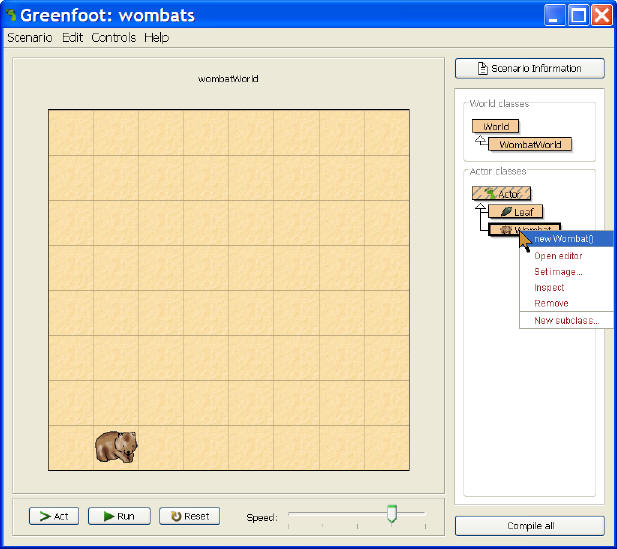 Greenfoot: wombats
Scenario Edit Controls Help
wombatWorld
Scenario Information
World classes
World
WombatWorld
Actor classes
Actor
Leaf
Wombat
new Wombat()
Open editor
Set image...
Inspect
Remove
New subclass...
Act Run Reset Speed:
Compile all